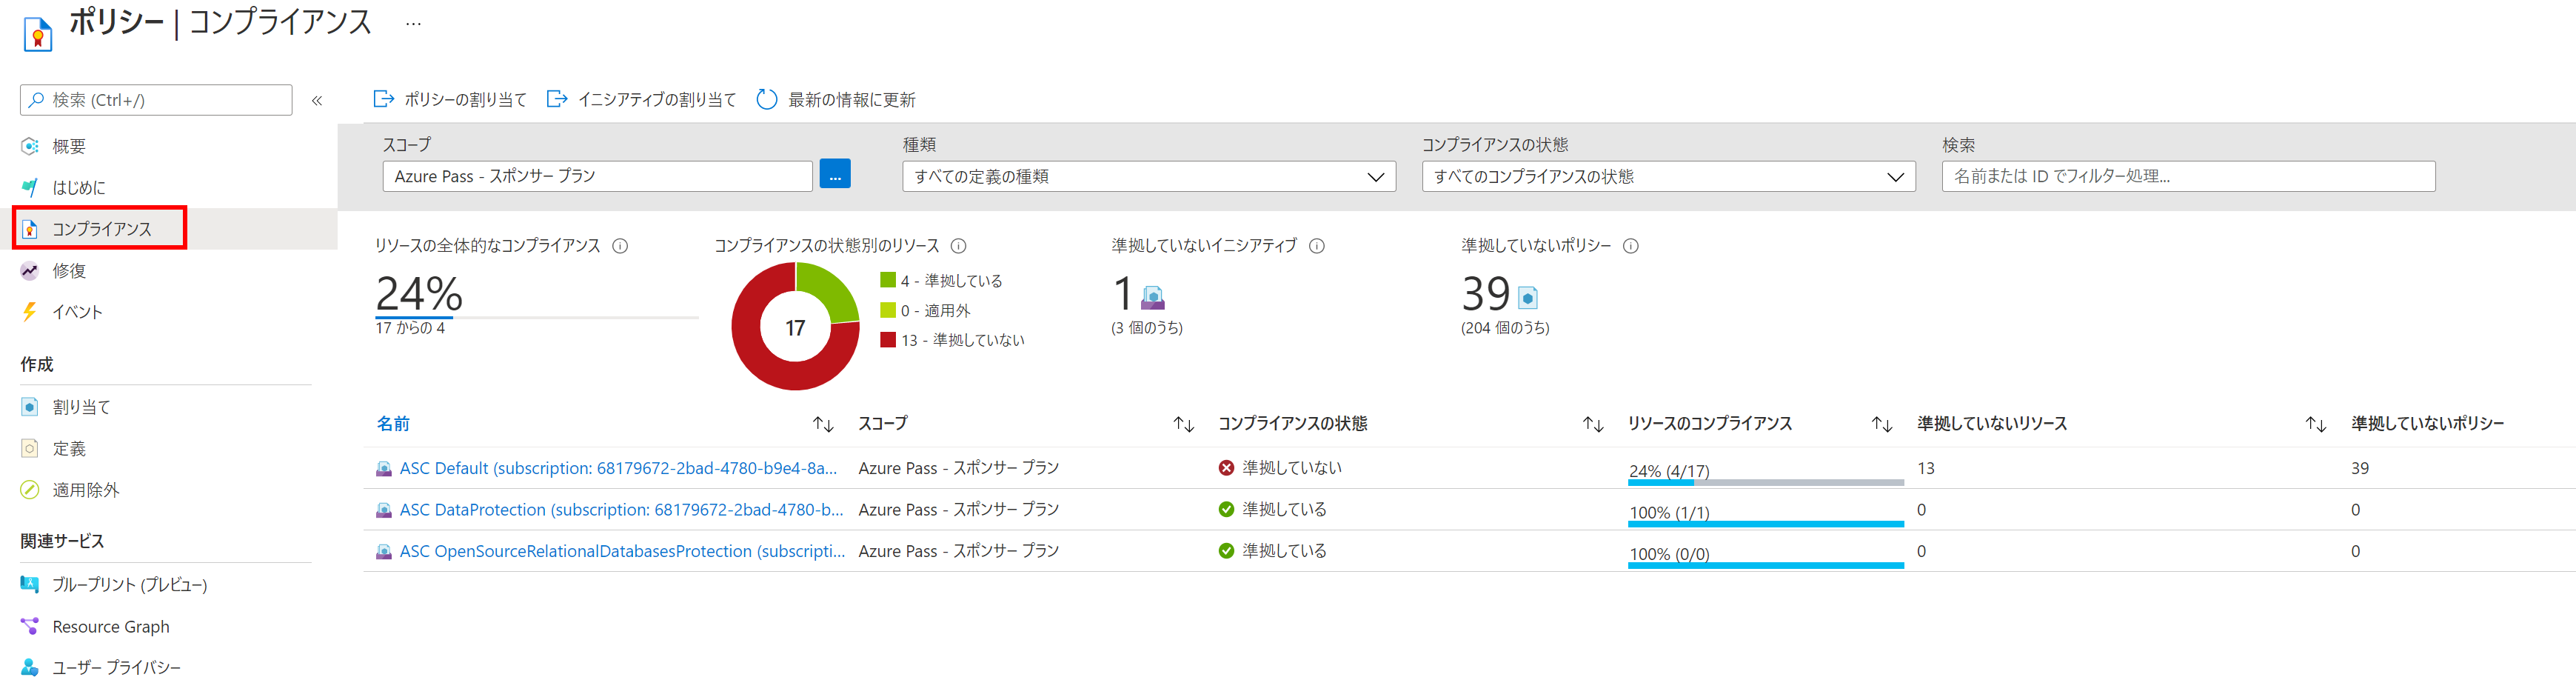 ポリシー | コンプライアンス ...
検索 (Ctrl+/)
«
概要
はじめに
コンプライアンス
修復
イベント
作成
割り当て
定義
適用除外
関連サービス
ブループリント (プレビュー)
Resource Graph
ユーザー プライバシー
ポリシーの割り当て イニシアティブの割り当て 最新の情報に更新
スコープ 種類 コンプライアンスの状態 検索
Azure Pass - スポンサー プラン ... すべての定義の種類 すべてのコンプライアンスの状態 名前または ID でフィルター処理...
リソースの全体的なコンプライアンス
24%
17 からの 4
コンプライアンスの状態別のリソース
17
4 - 準拠している
0 - 適用外
13 - 準拠していない
準拠していないイニシアティブ
1
(3 個のうち)
準拠していないポリシー
39
(204 個のうち)
名前 スコープ コンプライアンスの状態 リソースのコンプライアンス 準拠していないリソース 準拠していないポリシー
ASC Default (subscription: 68179672-2bad-4780-b9e4-8a... Azure Pass - スポンサー プラン 準拠していない 24% (4/17) 13 39
ASC DataProtection (subscription: 68179672-2bad-4780-b... Azure Pass - スポンサー プラン 準拠している 100% (1/1) 0 0
ASC OpenSourceRelationalDatabasesProtection (subscripti... Azure Pass - スポンサー プラン 準拠している 100% (0/0) 0 0